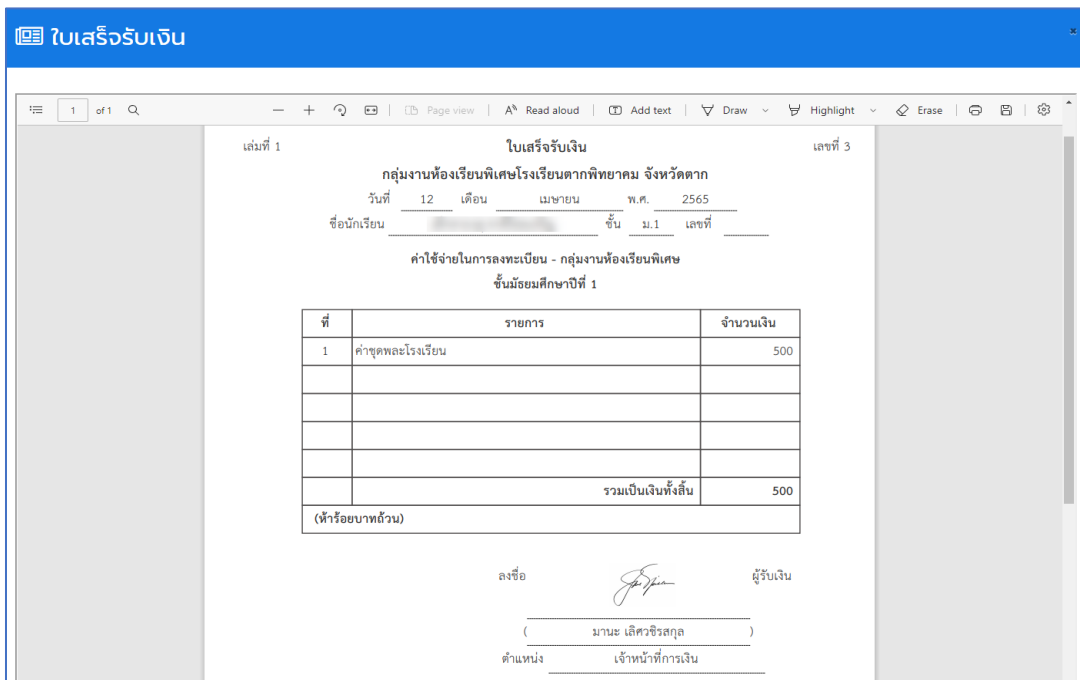 ใบเสร็จรับเงิน
1 of 1 Page view Read aloud Add text Draw Highlight Erase
เล่มที่ 1 ใบเสร็จรับเงิน เลขที่ 3
กลุ่มงานห้องเรียนพิเศษโรงเรียนตากพิทยาคม จังหวัดตาก
วันที่ 12 เดือน เมษายน พ.ศ. 2565
ชื่อนักเรียน ชั้น ม.1 เลขที่
ค่าใช้จ่ายในการลงทะเบียน - กลุ่มงานห้องเรียนพิเศษ
ชั้นมัธยมศึกษาปีที่ 1
ที่ รายการ จำนวนเงิน
1 ค่าชุดพละโรงเรียน 500
รวมเป็นเงินทั้งสิ้น 500
(ห้าร้อยบาทถ้วน)
ลงชื่อ ผู้รับเงิน
( มานะ เลิศวชิรสกุล )
ตำแหน่ง เจ้าหน้าที่การเงิน